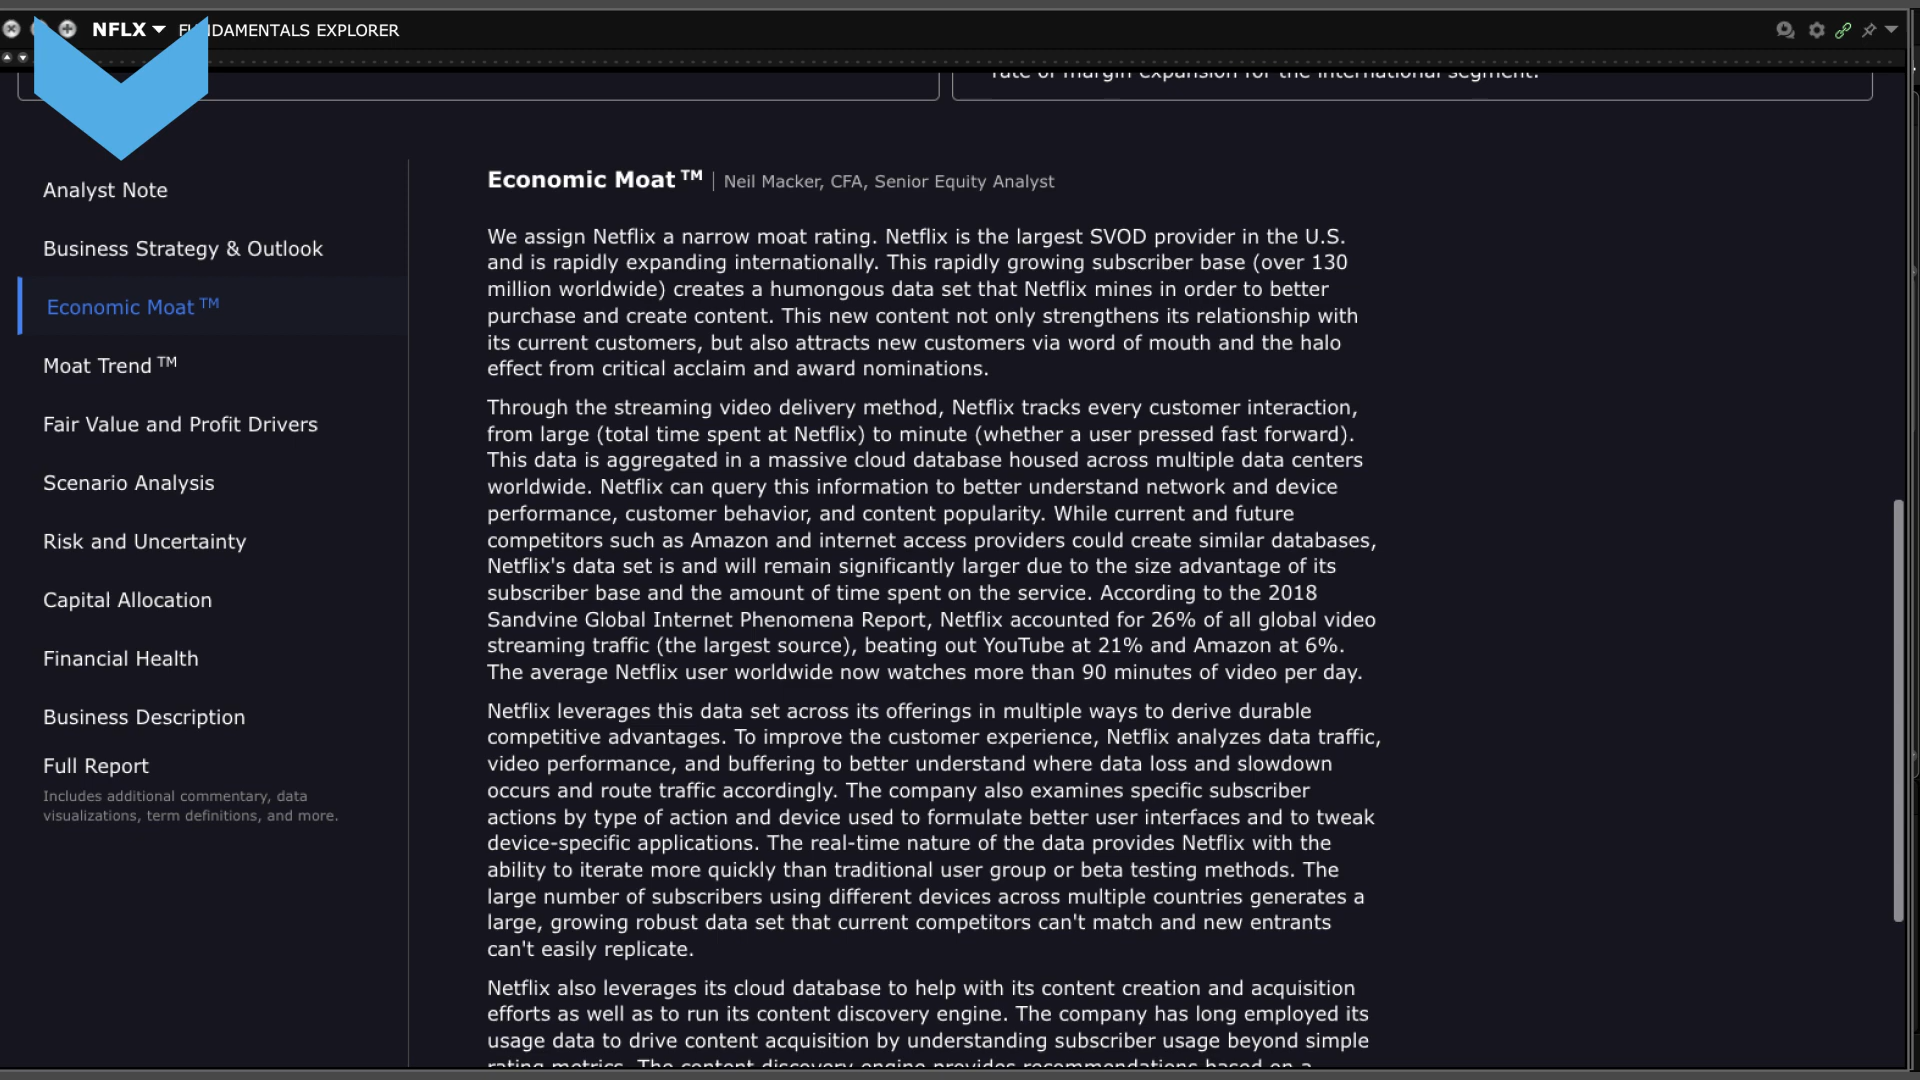 NFLX
FUNDAMENTALS EXPLORER
rate of margin expansion for the international segment.
Analyst Note
Business Strategy & Outlook
Economic Moat™
Moat Trend™
Fair Value and Profit Drivers
Scenario Analysis
Risk and Uncertainty
Capital Allocation
Financial Health
Business Description
Full Report
Includes additional commentary, data
visualizations, term definitions, and more.
Economic Moat™ | Neil Macker, CFA, Senior Equity Analyst
We assign Netflix a narrow moat rating. Netflix is the largest SVOD provider in the U.S.
and is rapidly expanding internationally. This rapidly growing subscriber base (over 130
million worldwide) creates a humongous data set that Netflix mines in order to better
purchase and create content. This new content not only strengthens its relationship with
its current customers, but also attracts new customers via word of mouth and the halo
effect from critical acclaim and award nominations.
Through the streaming video delivery method, Netflix tracks every customer interaction,
from large (total time spent at Netflix) to minute (whether a user pressed fast forward).
This data is aggregated in a massive cloud database housed across multiple data centers
worldwide. Netflix can query this information to better understand network and device
performance, customer behavior, and content popularity. While current and future
competitors such as Amazon and internet access providers could create similar databases,
Netflix's data set is and will remain significantly larger due to the size advantage of its
subscriber base and the amount of time spent on the service. According to the 2018
Sandvine Global Internet Phenomena Report, Netflix accounted for 26% of all global video
streaming traffic (the largest source), beating out YouTube at 21% and Amazon at 6%.
The average Netflix user worldwide now watches more than 90 minutes of video per day.
Netflix leverages this data set across its offerings in multiple ways to derive durable
competitive advantages. To improve the customer experience, Netflix analyzes data traffic,
video performance, and buffering to better understand where data loss and slowdown
occurs and route traffic accordingly. The company also examines specific subscriber
actions by type of action and device used to formulate better user interfaces and to tweak
device-specific applications. The real-time nature of the data provides Netflix with the
ability to iterate more quickly than traditional user group or beta testing methods. The
large number of subscribers using different devices across multiple countries generates a
large, growing robust data set that current competitors can't match and new entrants
can't easily replicate.
Netflix also leverages its cloud database to help with its content creation and acquisition
efforts as well as to run its content discovery engine. The company has long employed its
usage data to drive content acquisition by understanding subscriber usage beyond simple
rating metrics. The content discovery engine provides recommendations based on a